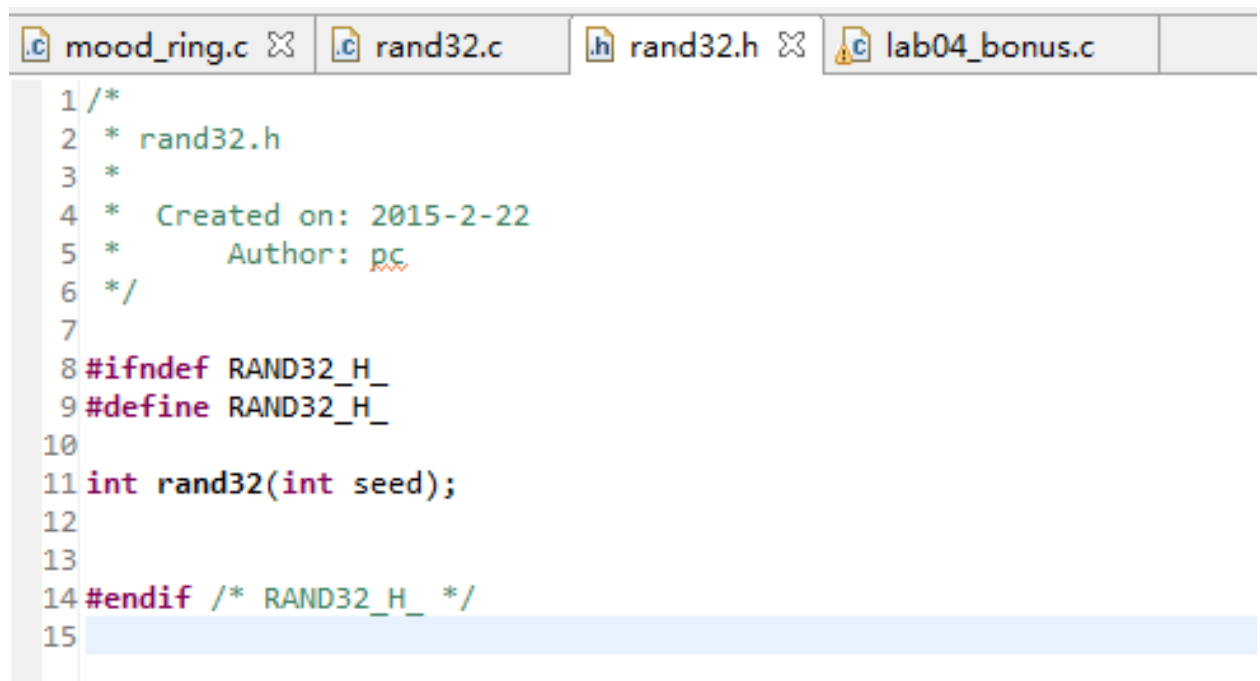 mood_ring.c rand32.c rand32.h lab04_bonus.c
1 /*
2  * rand32.h
3  *
4  *  Created on: 2015-2-22
5  *      Author: pc
6  */
7
8 #ifndef RAND32_H_
9 #define RAND32_H_
10
11 int rand32(int seed);
12
13
14 #endif /* RAND32_H_ */
15